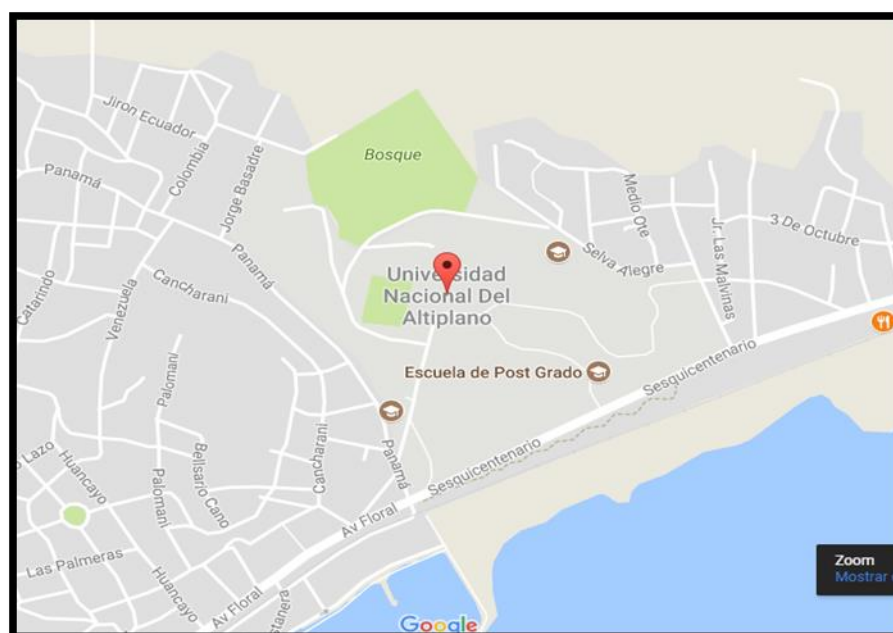 Jiron Ecuador
Bosque
Colombia
Jorge Basadre
Panamá
Medio Ote
3 De Octubre
Jr. Las Malvinas
Selva Alegre
Panamá
Cancharani
Catarindo
Venezuela
Universidad
Nacional Del
Altiplano
Sesquicentenario
Escuela de Post Grado
Palomani
Cancharani
Panamá
Sesquicentenario
Lazo
Huancayo
Palomani
Bellsario Cano
Av Floral
Las Palmeras
Huancayo
Av Floral
Zoom
Mostrar
Google